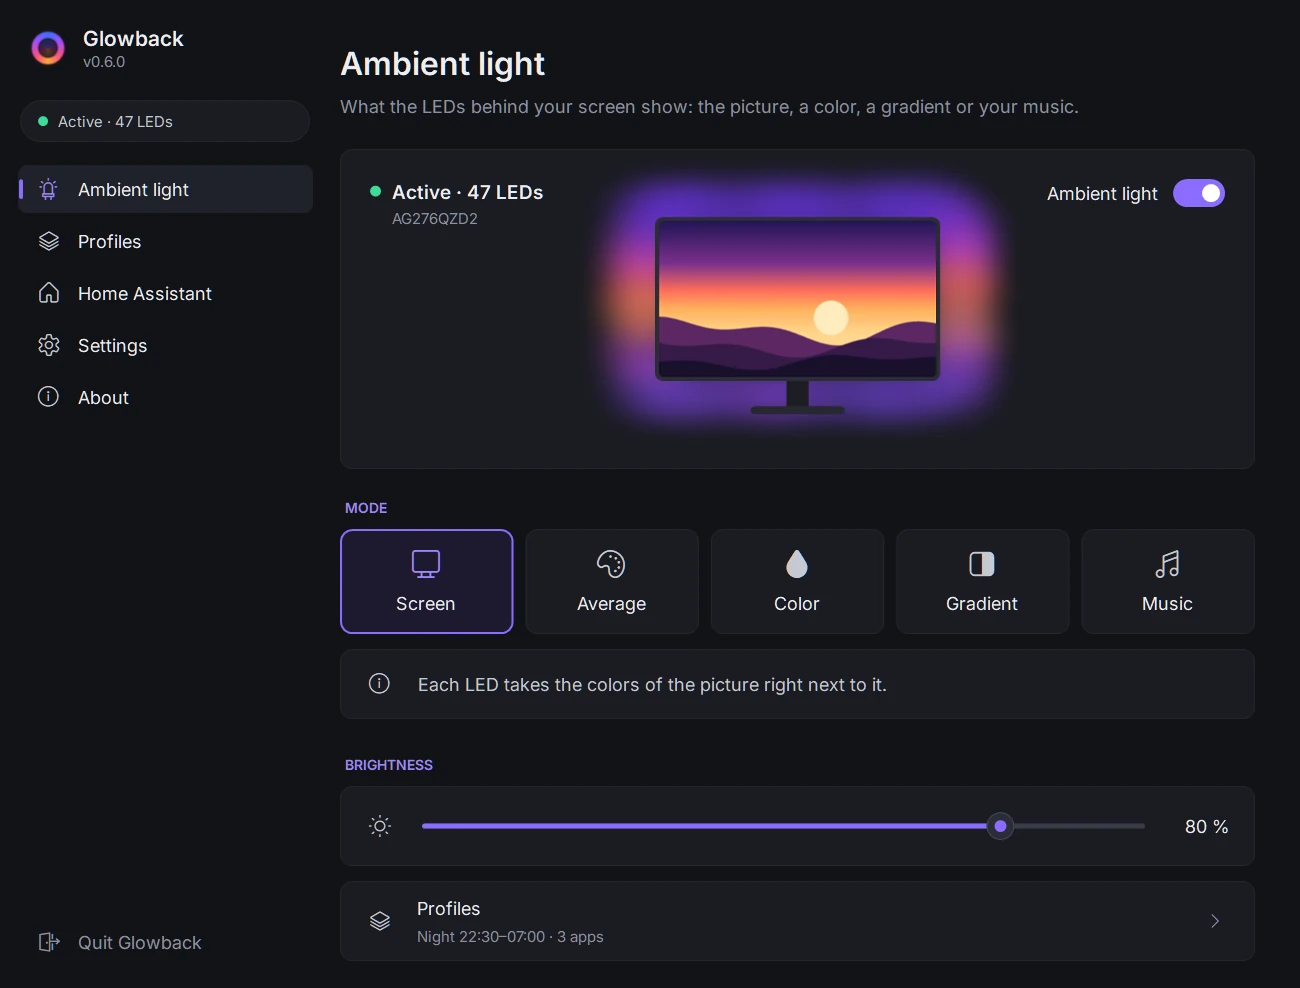 Glowback
v0.6.0
Active · 47 LEDs
Ambient light
Profiles
Home Assistant
Settings
About
Quit Glowback
Ambient light
What the LEDs behind your screen show: the picture, a color, a gradient or your music.
Active · 47 LEDs
AG276QZD2
Ambient light
MODE
Screen
Average
Color
Gradient
Music
Each LED takes the colors of the picture right next to it.
BRIGHTNESS
80 %
Profiles
Night 22:30–07:00 · 3 apps